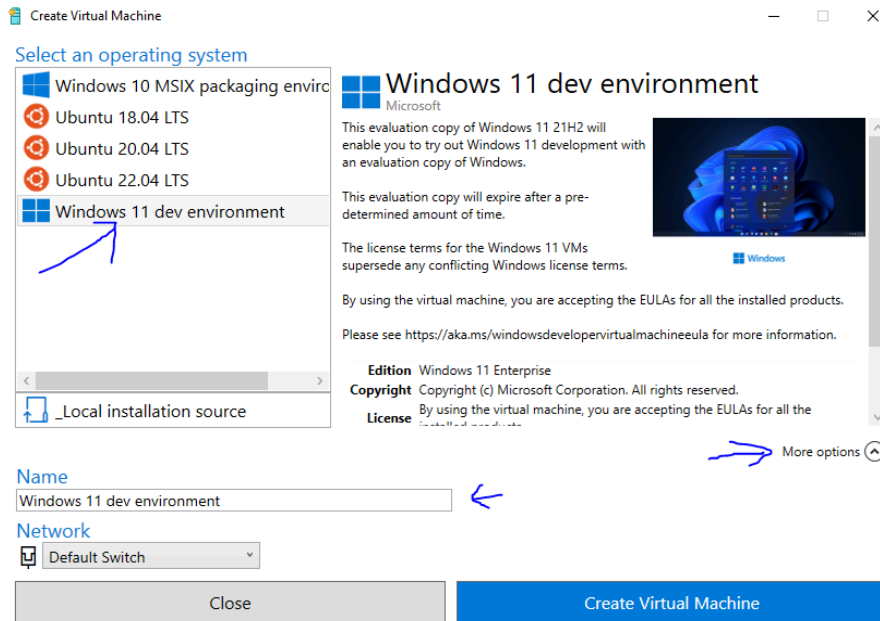 Create Virtual Machine
Select an operating system
Windows 10 MSIX packaging enviro
Ubuntu 18.04 LTS
Ubuntu 20.04 LTS
Ubuntu 22.04 LTS
Windows 11 dev environment
_Local installation source
Windows 11 dev environment
Microsoft
This evaluation copy of Windows 11 21H2 will
enable you to try out Windows 11 development with
an evaluation copy of Windows.
This evaluation copy will expire after a pre-
determined amount of time.
The license terms for the Windows 11 VMs
supersede any conflicting Windows license terms.
Windows
By using the virtual machine, you are accepting the EULAs for all the installed products.
Please see https://aka.ms/windowsdevelopervirtualmachineeula for more information.
Edition Windows 11 Enterprise
Copyright Copyright (c) Microsoft Corporation. All rights reserved.
License By using the virtual machine, you are accepting the EULAs for all the
installed products
More options
Name
Windows 11 dev environment
Network
Default Switch
Close
Create Virtual Machine